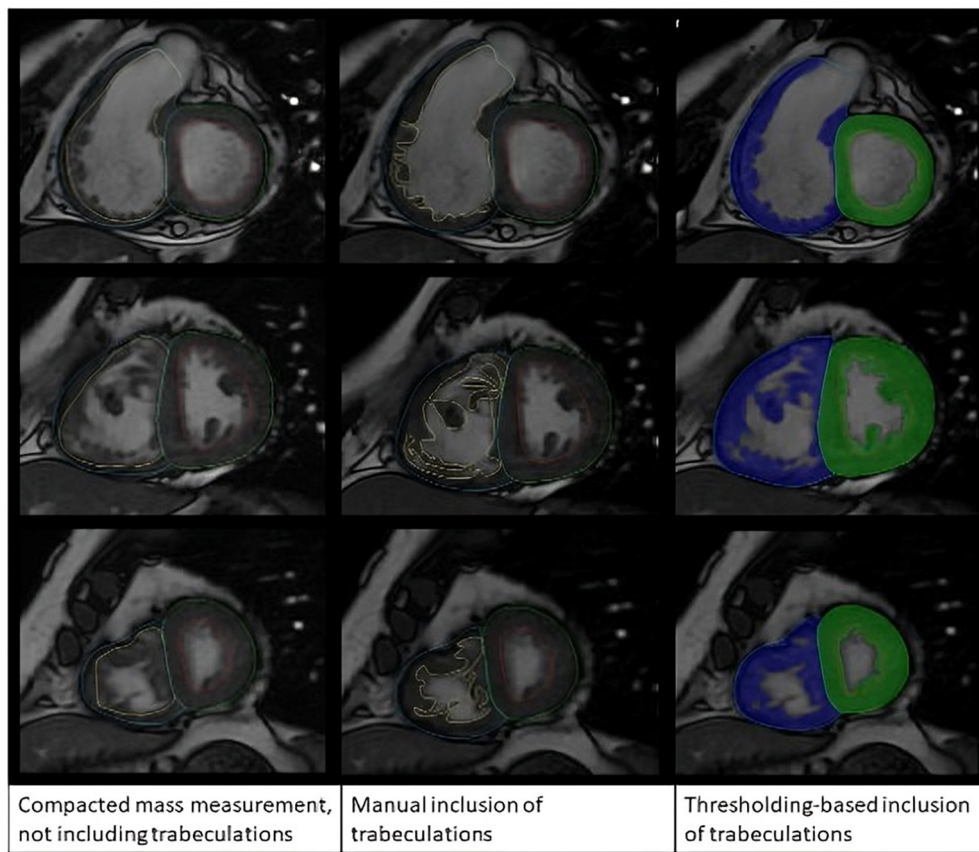 Compacted mass measurement,
not including trabeculations
Manual inclusion of
trabeculations
Thresholding-based inclusion
of trabeculations